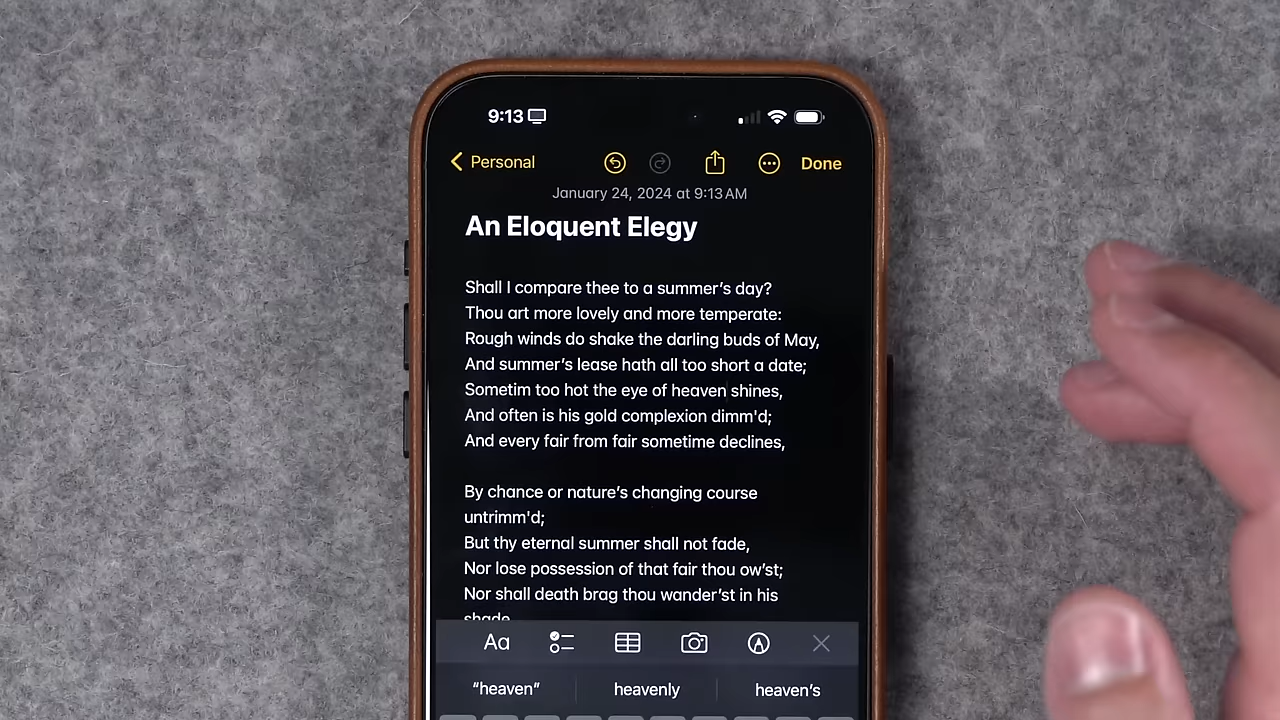 9:13
Personal
Done
January 24, 2024 at 9:13 AM
An Eloquent Elegy
Shall I compare thee to a summer’s day?
Thou art more lovely and more temperate:
Rough winds do shake the darling buds of May,
And summer’s lease hath all too short a date;
Sometim too hot the eye of heaven shines,
And often is his gold complexion dimm'd;
And every fair from fair sometime declines,
By chance or nature’s changing course
untrimm'd;
But thy eternal summer shall not fade,
Nor lose possession of that fair thou ow’st;
Nor shall death brag thou wander’st in his
shade
Aa
“heaven” heavenly heaven’s